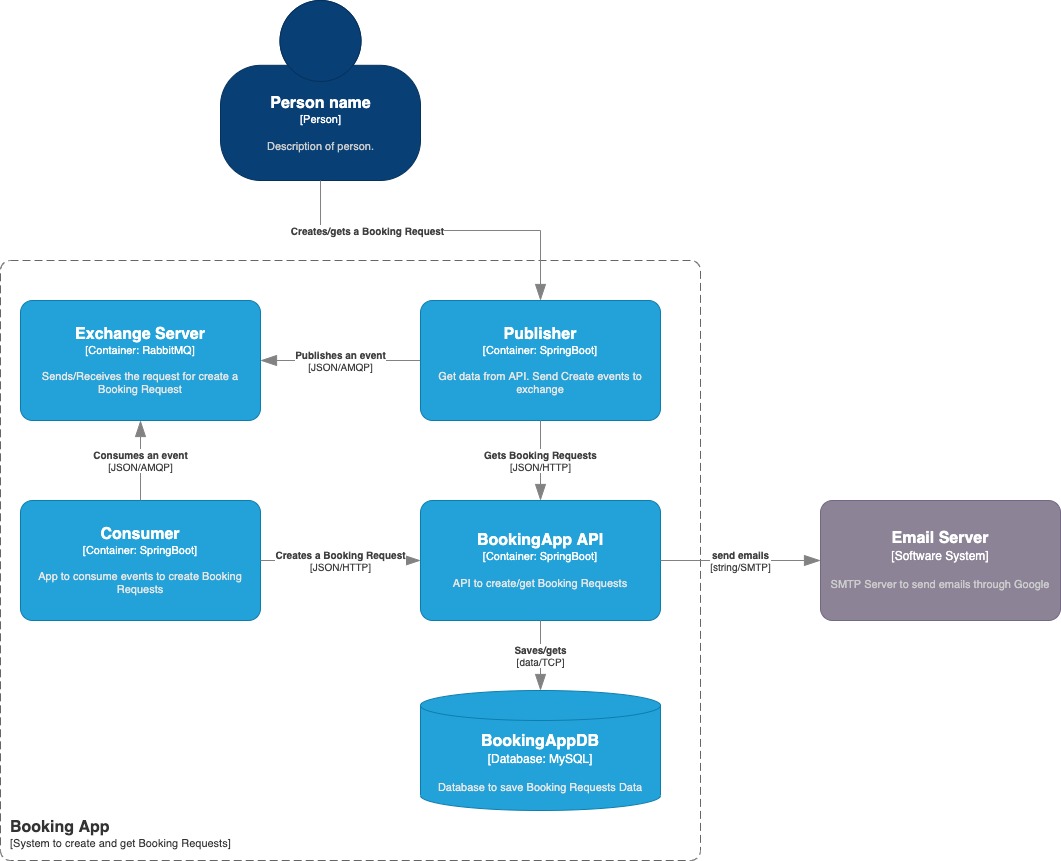 Person name
[Person]
Description of person.
Creates/gets a Booking Request
Exchange Server
[Container: RabbitMQ]
Sends/Receives the request for create a
Booking Request
Publishes an event
[JSON/AMQP]
Publisher
[Container: SpringBoot]
Get data from API. Send Create events to
exchange
Consumes an event
[JSON/AMQP]
Gets Booking Requests
[JSON/HTTP]
Consumer
[Container: SpringBoot]
App to consume events to create Booking
Requests
Creates a Booking Request
[JSON/HTTP]
BookingApp API
[Container: SpringBoot]
API to create/get Booking Requests
send emails
[string/SMTP]
Email Server
[Software System]
SMTP Server to send emails through Google
Saves/gets
[data/TCP]
BookingAppDB
[Database: MySQL]
Database to save Booking Requests Data
Booking App
[System to create and get Booking Requests]